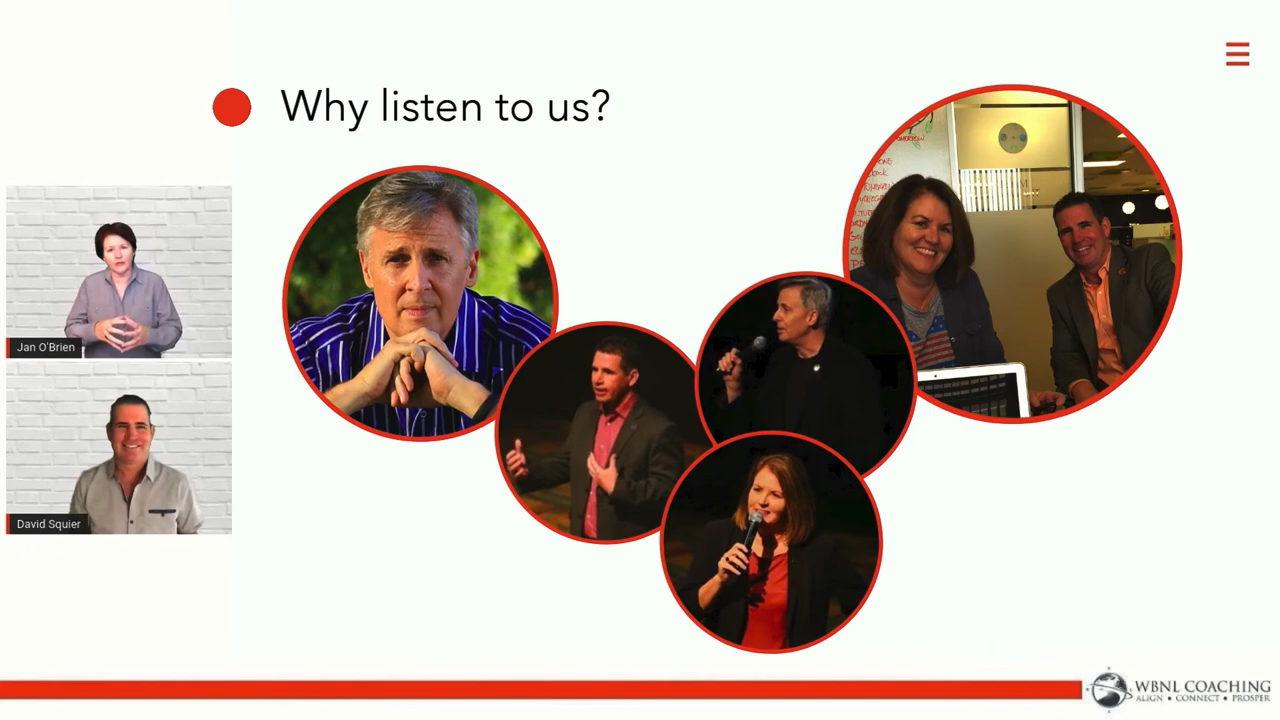 Why listen to us?
Jan O'Brien
David Squier
WBNL COACHING
ALIGN • CONNECT • PROSPER